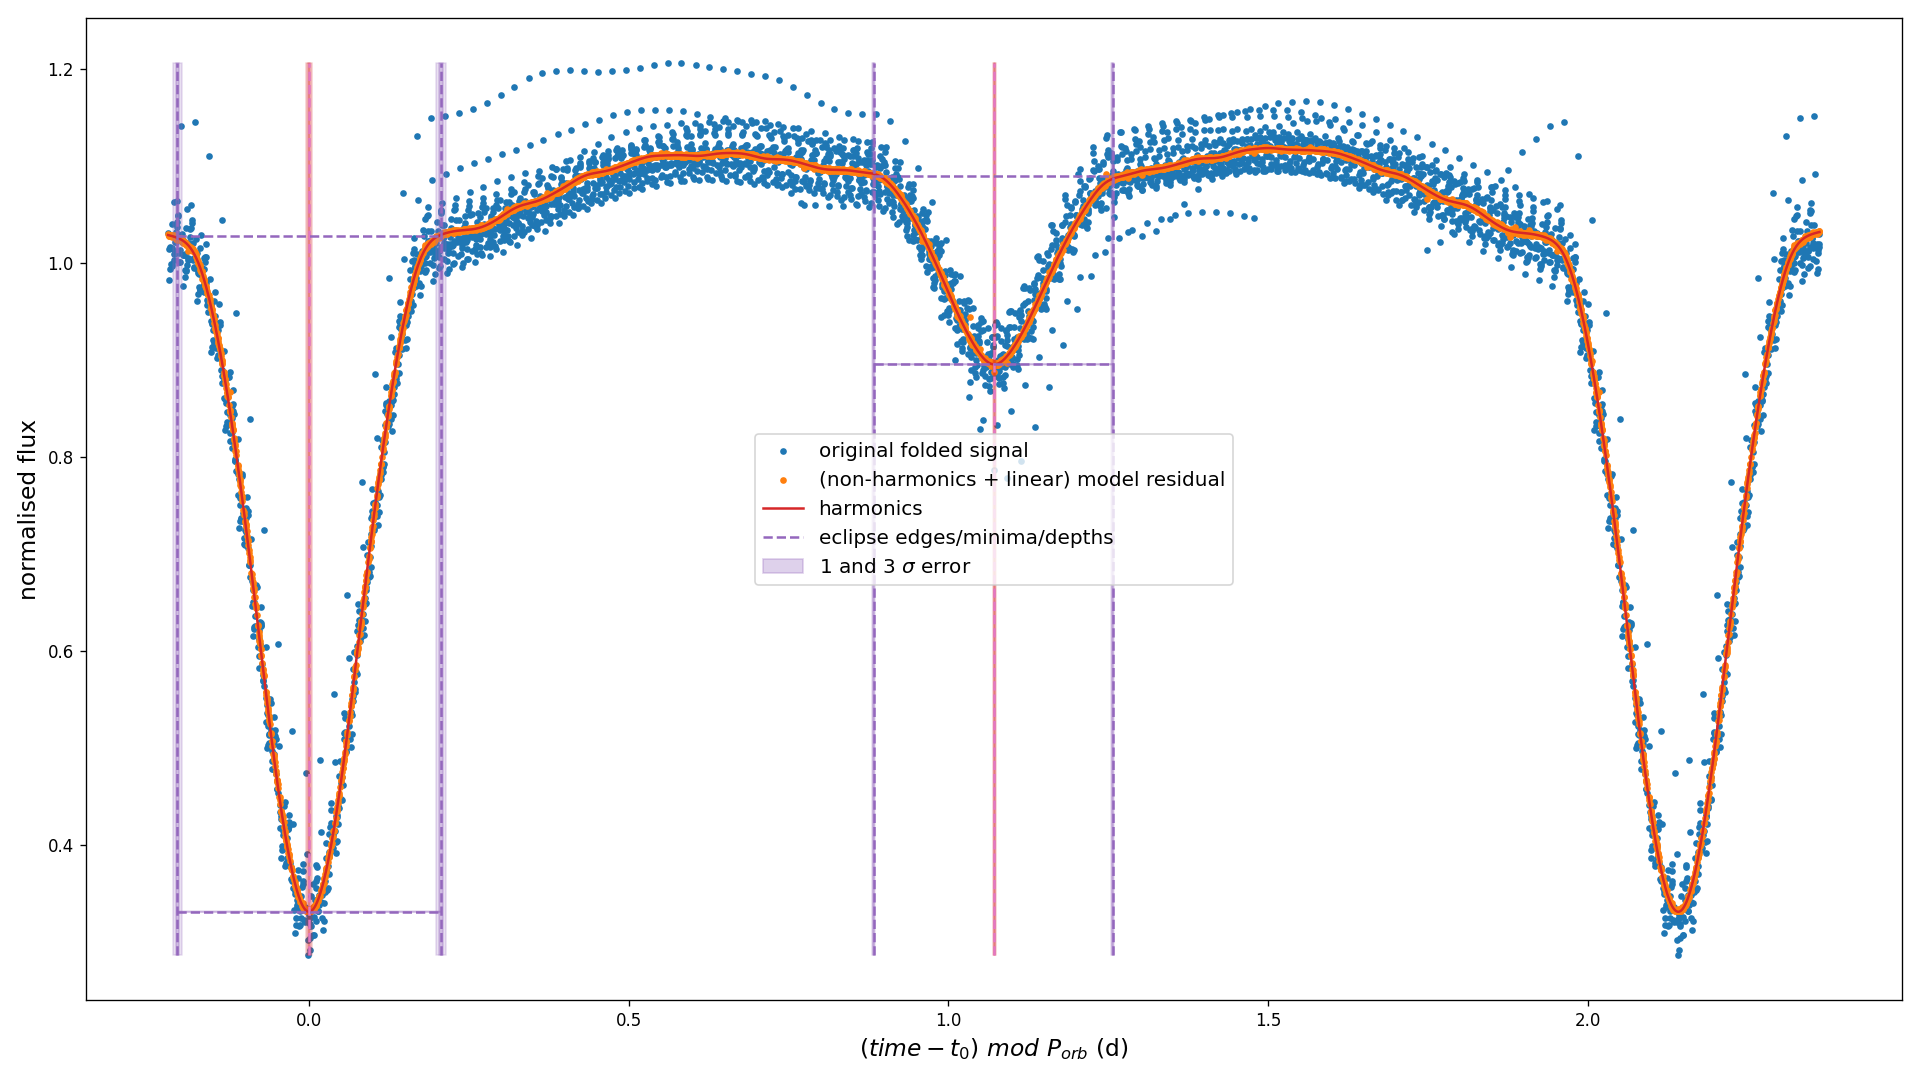 normalised flux
1.2
1.0
0.8
0.6
0.4
original folded signal
(non-harmonics + linear) model residual
harmonics
eclipse edges/minima/depths
1 and 3 σ error
0.0 0.5 1.0 1.5 2.0
(time − t₀) mod Pₒᵣb (d)